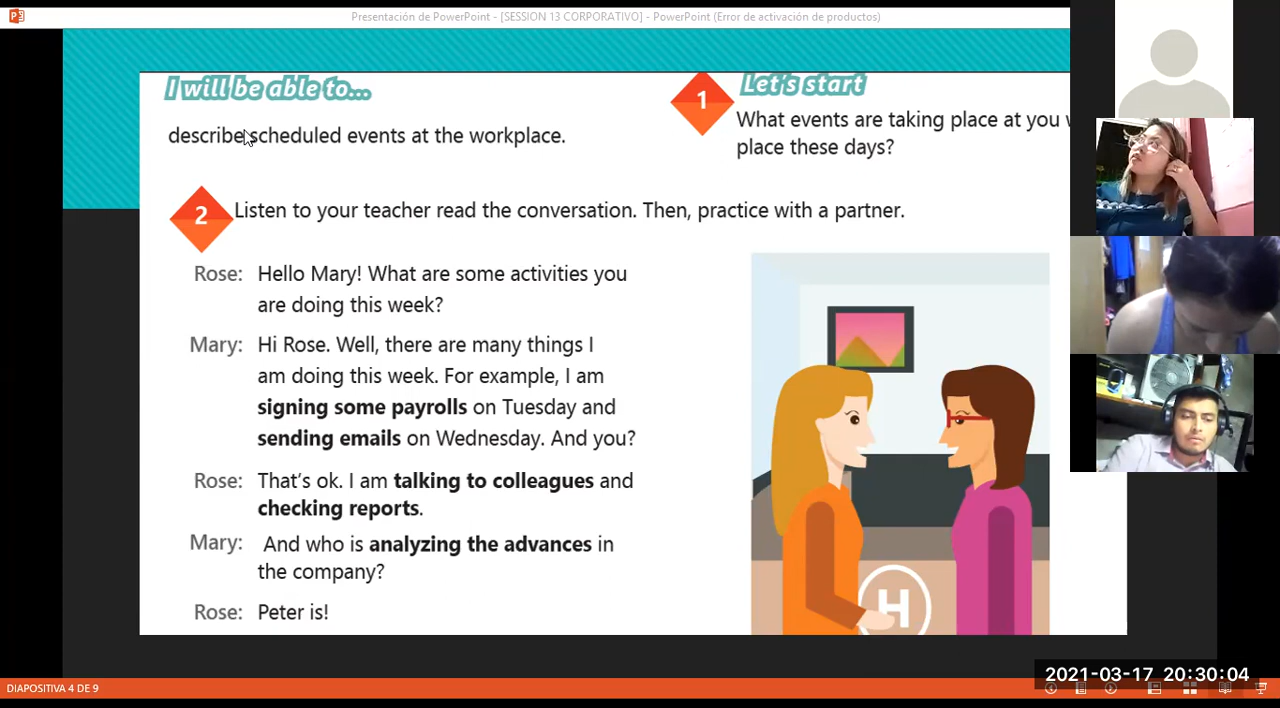 Presentación de PowerPoint - [SESSION 13 CORPORATIVO] - PowerPoint (Error de activación de productos)
I will be able to...
describe scheduled events at the workplace.
1
Let's start
What events are taking place at you
place these days?
2
Listen to your teacher read the conversation. Then, practice with a partner.
Rose: Hello Mary! What are some activities you
are doing this week?
Mary: Hi Rose. Well, there are many things I
am doing this week. For example, I am
signing some payrolls on Tuesday and
sending emails on Wednesday. And you?
Rose: That's ok. I am talking to colleagues and
checking reports.
Mary: And who is analyzing the advances in
the company?
Rose: Peter is!
H
2021-03-17 20:30:04
DIAPOSITIVA 4 DE 9